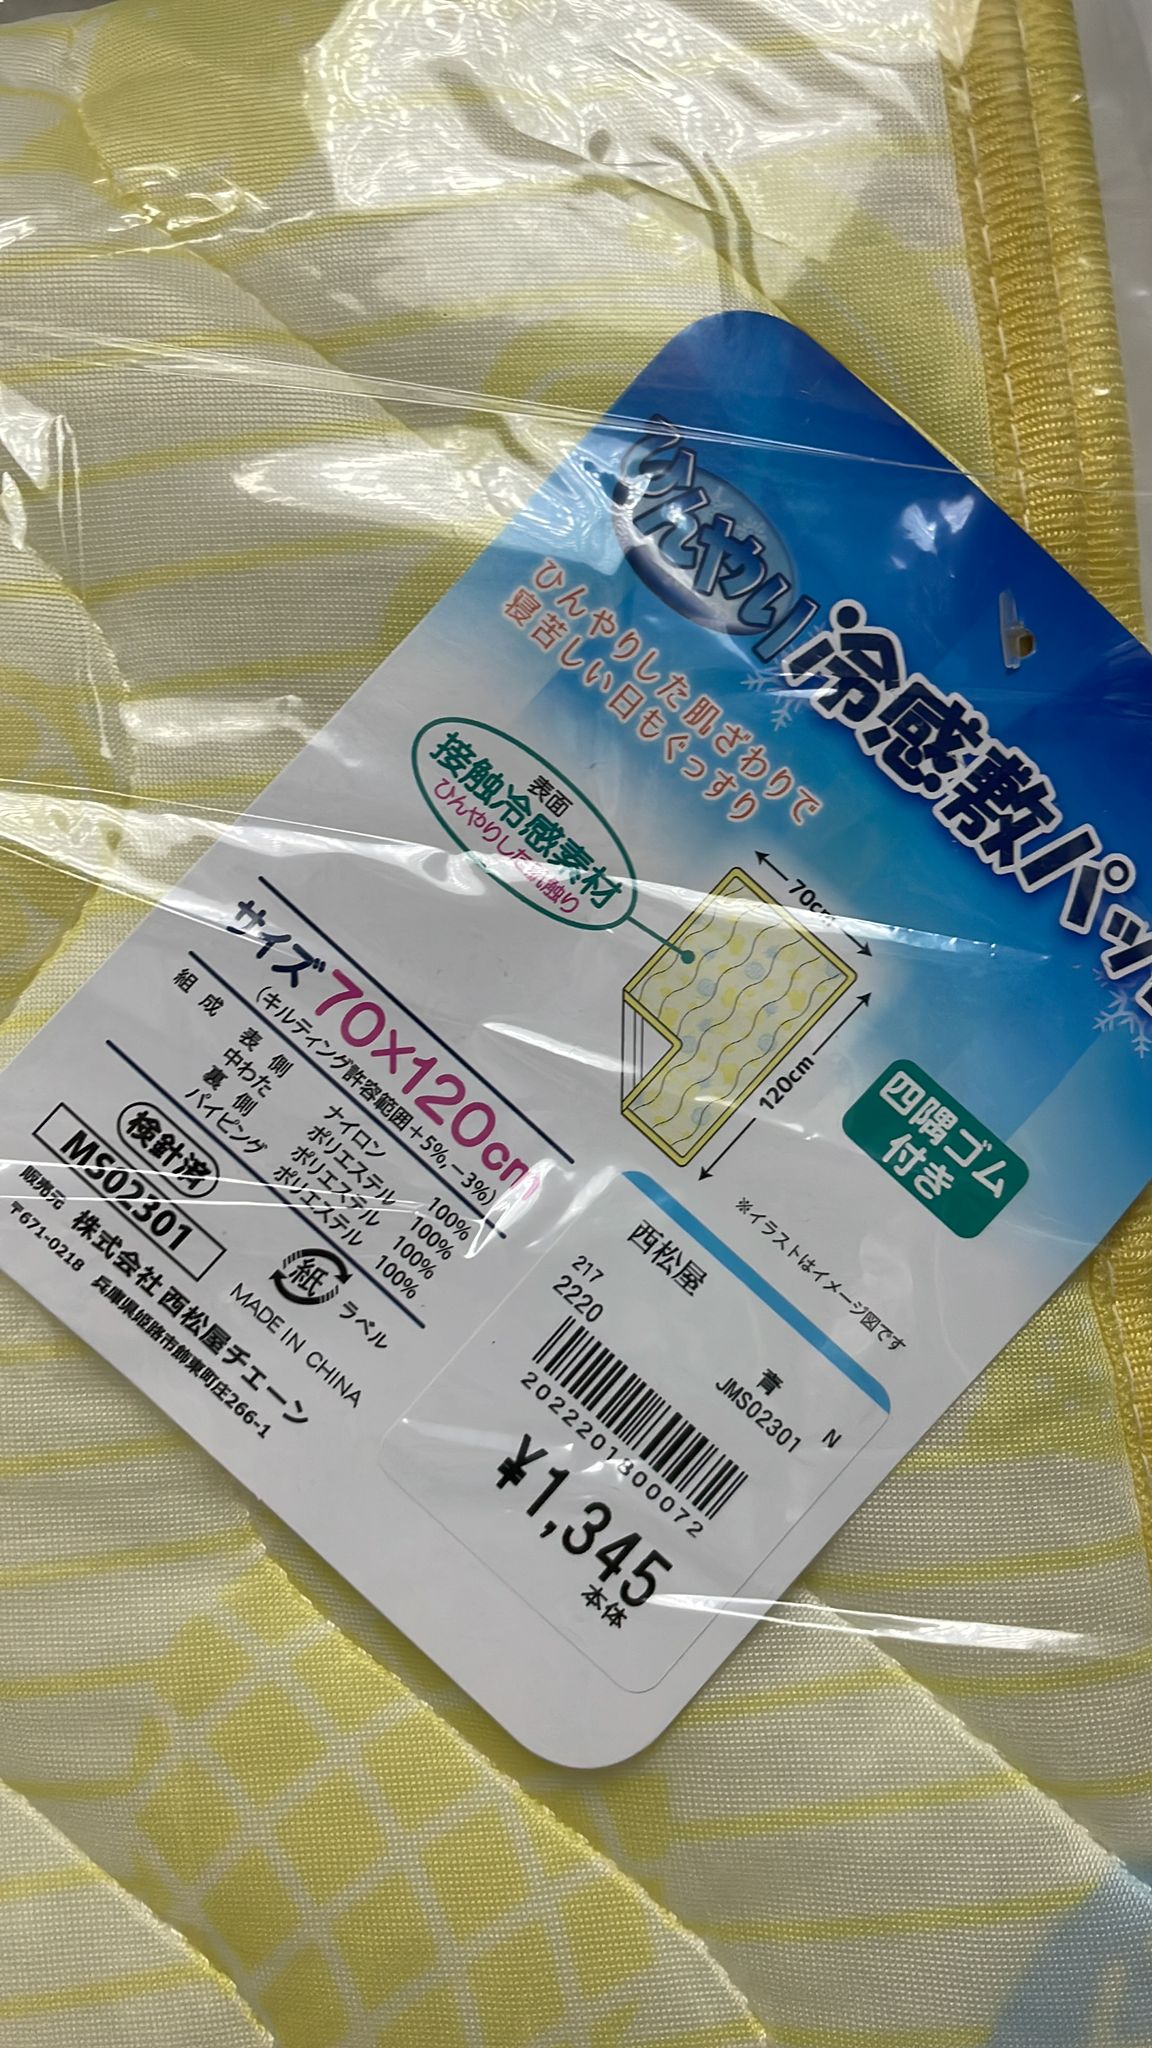 ひんやり
冷感敷パッ
ひんやりした肌ざわりで
寝苦しい日もぐっすり
表面
接触冷感素材
ひんやりした肌触り
70cm
120cm
四隅ゴム
付き
※イラストはイメージ図です
サイズ70×120cm
(キルティング許容範囲+5%,−3%)
組成 表側 ナイロン 100%
中わた ポリエステル 100%
裏側 ポリエステル 100%
パイピング ポリエステル 100%
検針済
MS02301
紙 ラベル
MADE IN CHINA
販売元 株式会社西松屋チェーン
〒671-0218 兵庫県姫路市飾東町庄266-1
西松屋
217
2220
青
JMS02301 N
2022201800072
¥1,345
本体